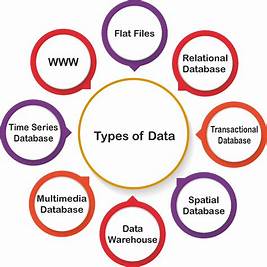 Flat Files
WWW
Relational
Database
Time Series
Database
Types of Data
Transactional
Database
Multimedia
Database
Spatial
Database
Data
Warehouse